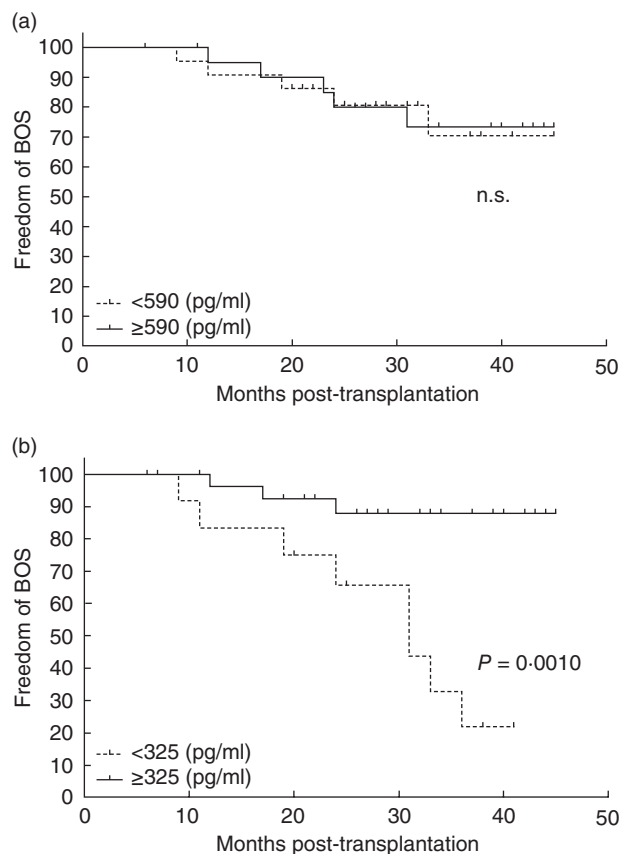 (a)
100
90
80
70
60
50
40
30
20
10
0
Freedom of BOS
n.s.
<590 (pg/ml)
≥590 (pg/ml)
0 10 20 30 40 50
Months post-transplantation
(b)
100
90
80
70
60
50
40
30
20
10
0
Freedom of BOS
P = 0·0010
<325 (pg/ml)
≥325 (pg/ml)
0 10 20 30 40 50
Months post-transplantation